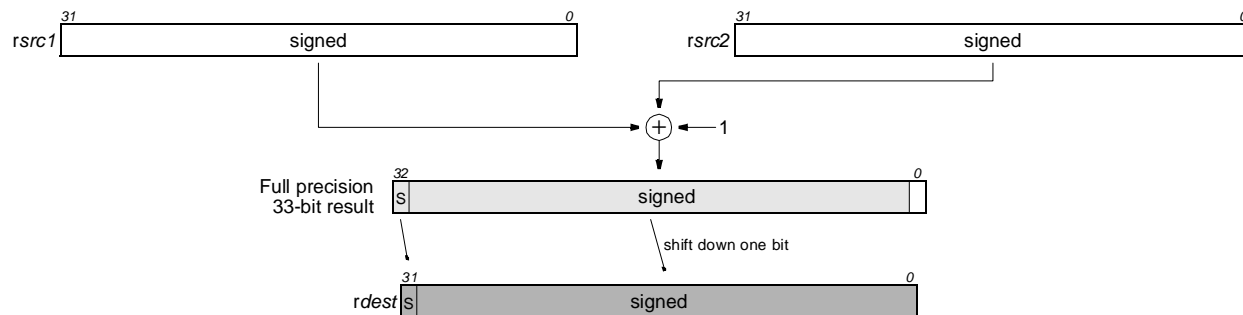 31 0 31 0
rsrc1 signed rsrc2 signed
+ 1
32 0
Full precision
33-bit result
S signed
shift down one bit
31 0
rdest S signed